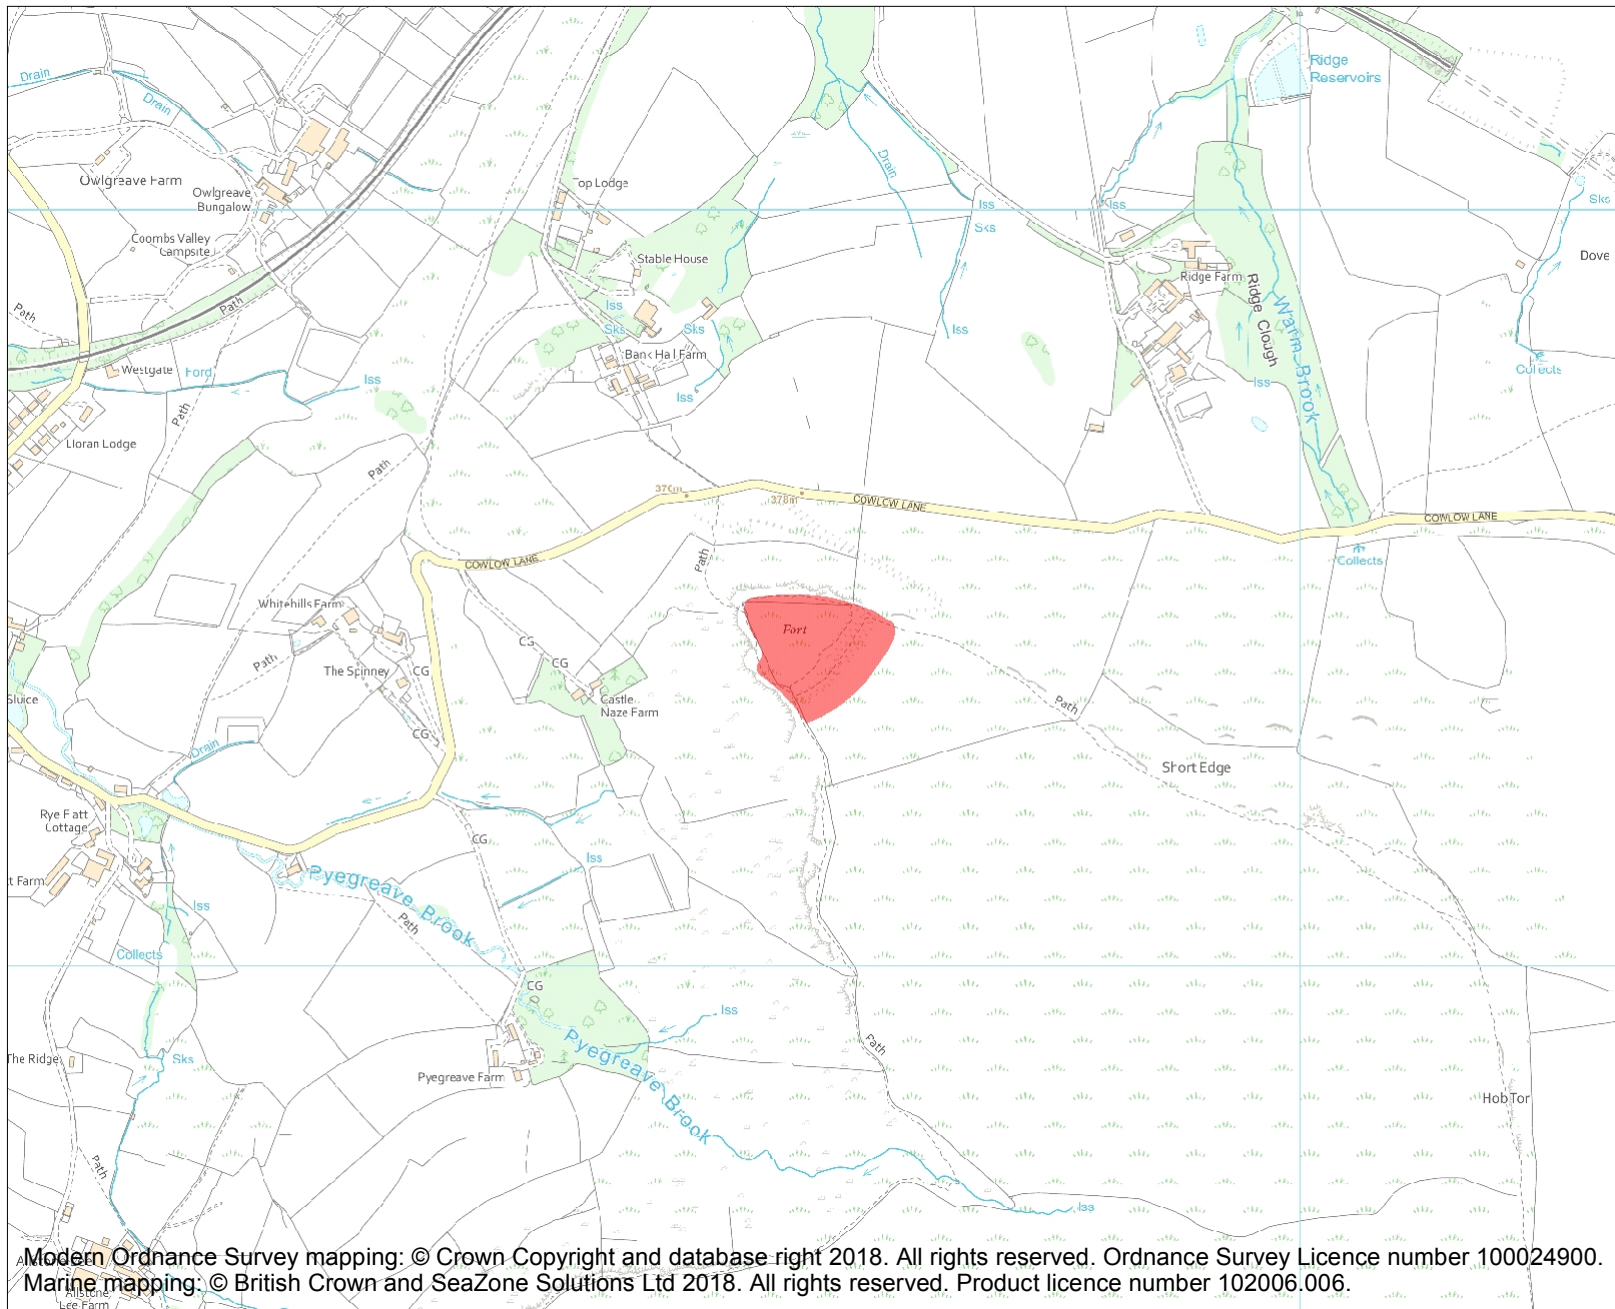 Ridge
Reservoirs
Drain
Drain
Owlgreave Farm
Owlgreave
Bungalow
Top Lodge
Drain
Iss
Sks
Iss
Sks
Coombs Valley
Campsite
Stable House
Ridge Farm
Dove
Path
Path
Iss
Sks
Sks
Ridge Clough
Warm Brook
Iss
Bank Hall Farm
Westgate
Ford
Iss
Iss
Iss
Collects
Path
Lloran Lodge
Path
376m
378m
COWLOW LANE
COWLOW LANE
COWLOW LANE
Path
Collects
Whitehills Farm
Fort
CG
CG
Path
The Spinney
CG
Castle
Naze Farm
Sluice
Path
CG
Drain
Short Edge
Rye Flatt
Cottage
CG
Iss
tt Farm
Pyegreave Brook
Path
Iss
Collects
CG
Iss
Pyegreave Brook
Path
The Ridge
Sks
Pyegreave Farm
Hob Tor
Path
Iss
Modern Ordnance Survey mapping: © Crown Copyright and database right 2018. All rights reserved. Ordnance Survey Licence number 100024900.
Marine mapping: © British Crown and SeaZone Solutions Ltd 2018. All rights reserved. Product licence number 102006.006.
Allstone
Lee Farm